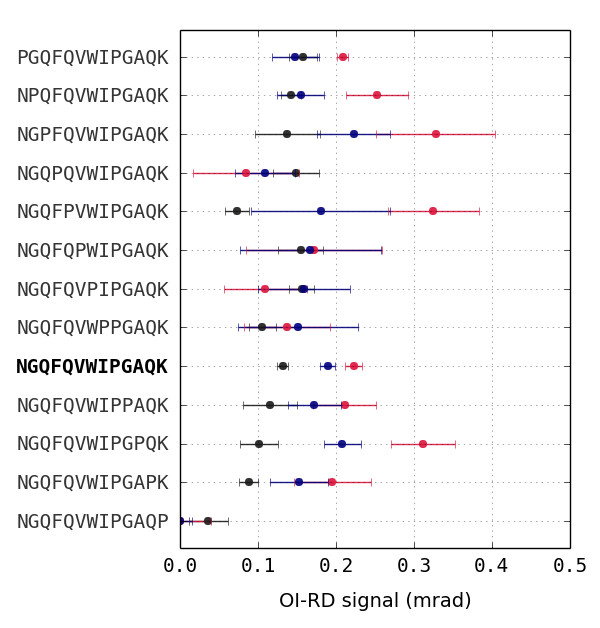 PGQFQVWIPGAQK
NPQFQVWIPGAQK
NGPFQVWIPGAQK
NGQPQVWIPGAQK
NGQFPVWIPGAQK
NGQFQPWIPGAQK
NGQFQVPIPGAQK
NGQFQVWPPGAQK
NGQFQVWIPGAQK
NGQFQVWIPPAQK
NGQFQVWIPGPQK
NGQFQVWIPGAPK
NGQFQVWIPGAQP
0.0 0.1 0.2 0.3 0.4 0.5
OI-RD signal (mrad)